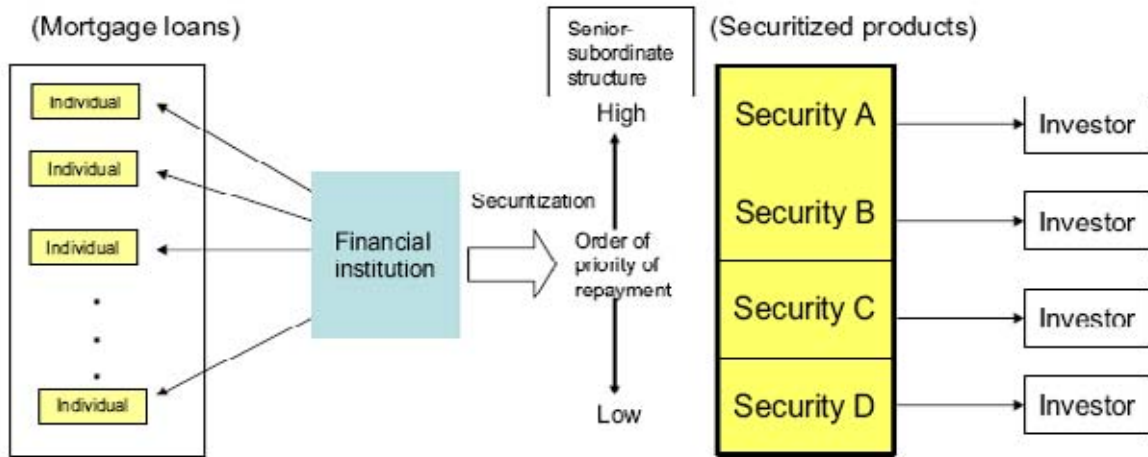 (Mortgage loans)
Individual
Individual
Individual
Individual
Financial
institution
Securitization
Senior-
subordinate
structure
High
Order of
priority of
repayment
Low
(Securitized products)
Security A
Security B
Security C
Security D
Investor
Investor
Investor
Investor